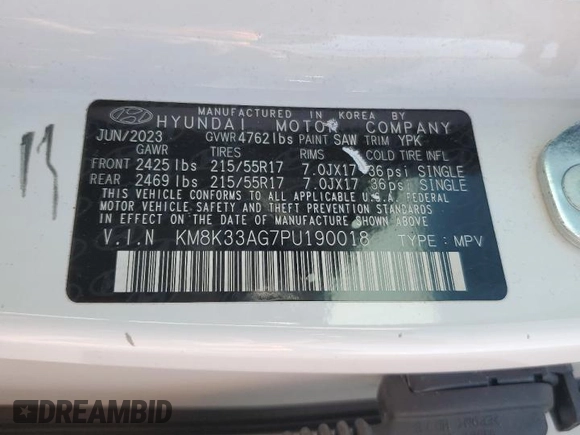 MANUFACTURED IN KOREA BY
HYUNDAI MOTOR COMPANY
JUN/2023 GVWR4762lbs PAINT SAW TRIM YPK
GAWR TIRES RIMS COLD TIRE INFL
FRONT 2425lbs 215/55R17 7.0JX17 36psi SINGLE
REAR 2469lbs 215/55R17 7.0JX17 36psi SINGLE
THIS VEHICLE CONFORMS TO ALL APPLICABLE U.S.A. FEDERAL
MOTOR VEHICLE SAFETY, BUMPER, AND THEFT PREVENTION
STANDARDS IN EFFECT ON THE DATE OF MANUFACTURE SHOWN ABOVE
V.I.N KM8K33AG7PU190018 TYPE: MPV
DREAMBID